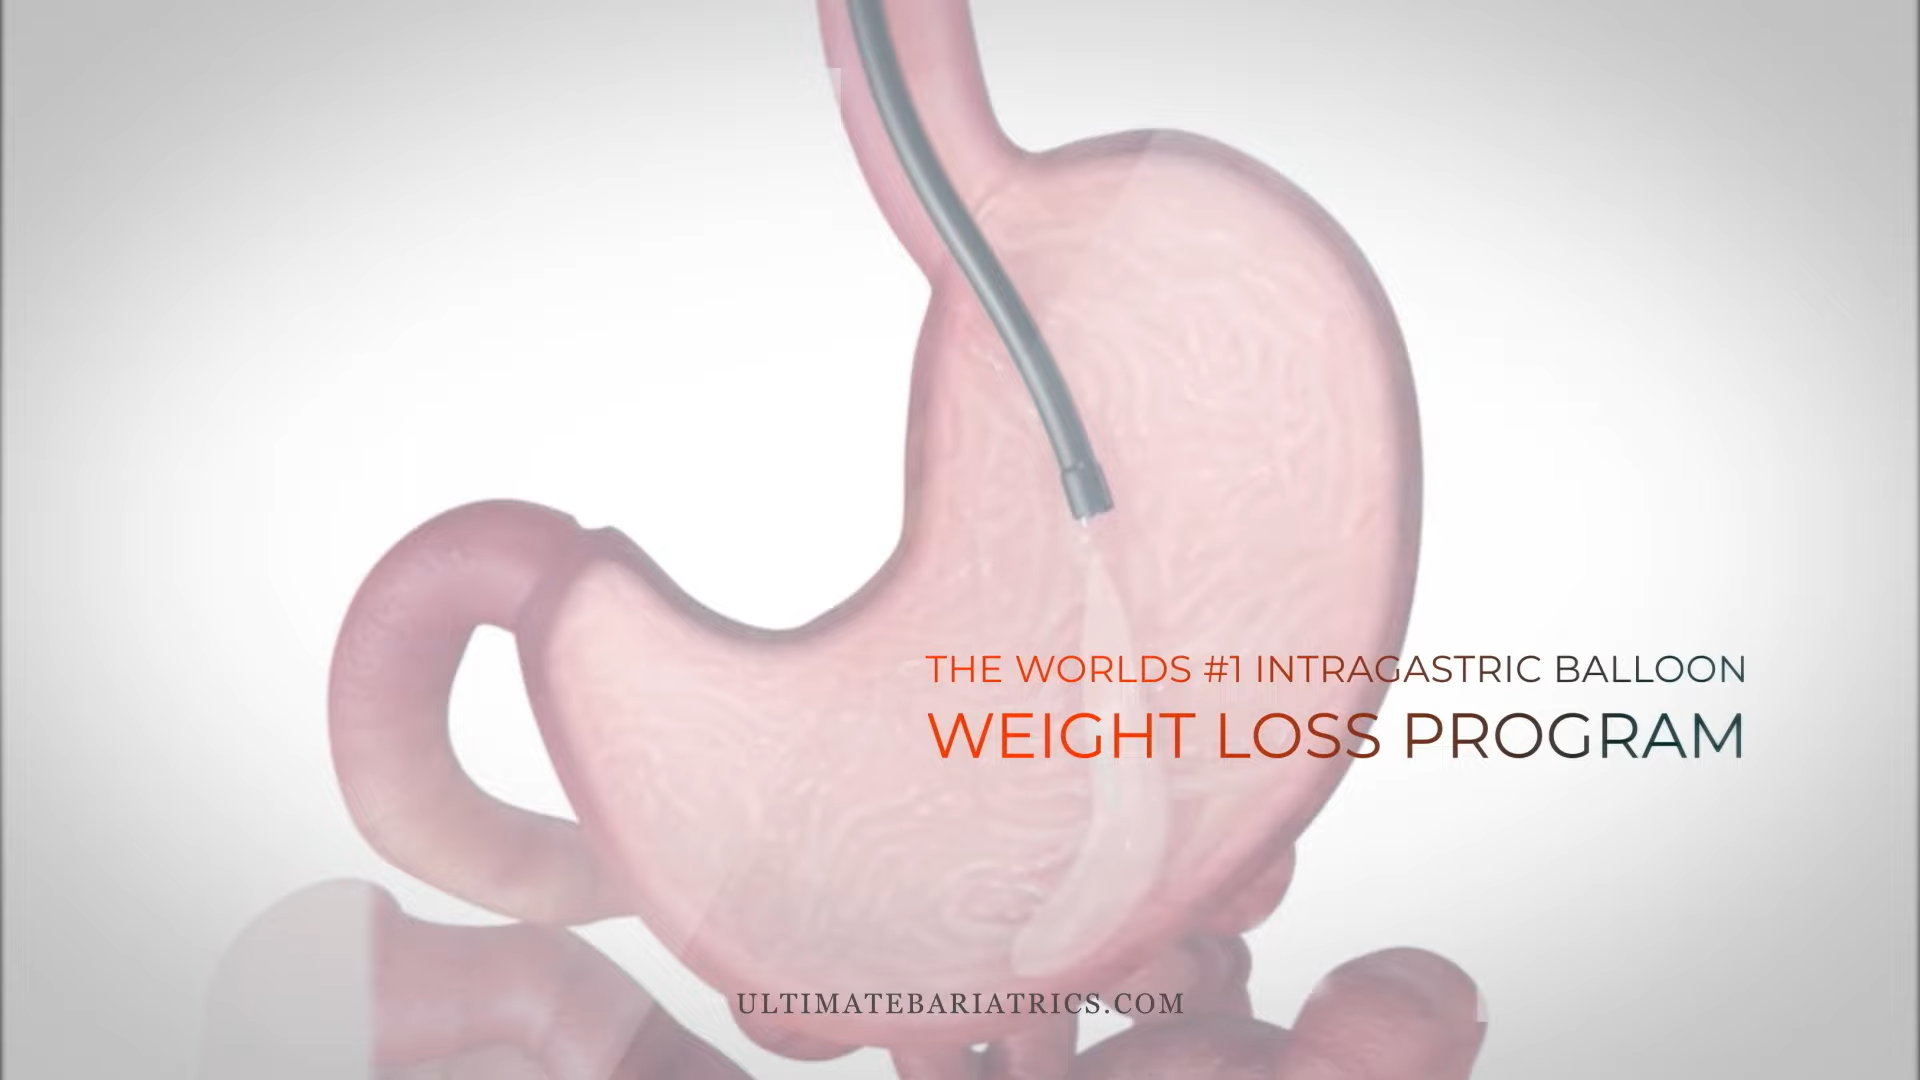 THE WORLDS #1 INTRAGASTRIC BALLOON
WEIGHT LOSS PROGRAM
ULTIMATEBARIATRICS.COM